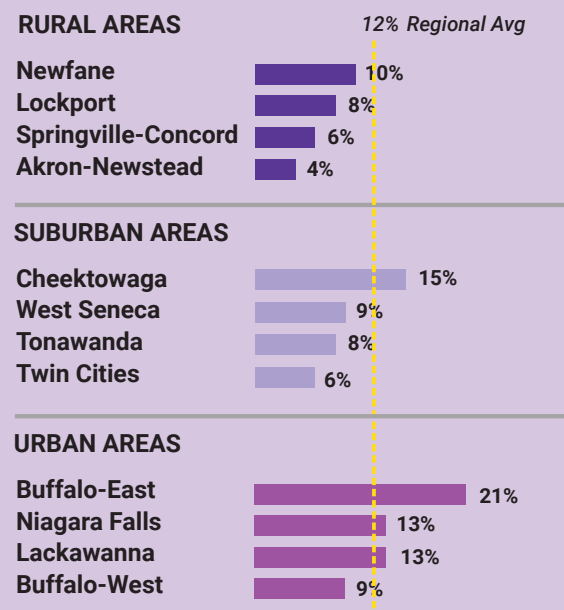 RURAL AREAS 12% Regional Avg
Newfane 10%
Lockport 8%
Springville-Concord 6%
Akron-Newstead 4%
SUBURBAN AREAS
Cheektowaga 15%
West Seneca 9%
Tonawanda 8%
Twin Cities 6%
URBAN AREAS
Buffalo-East 21%
Niagara Falls 13%
Lackawanna 13%
Buffalo-West 9%